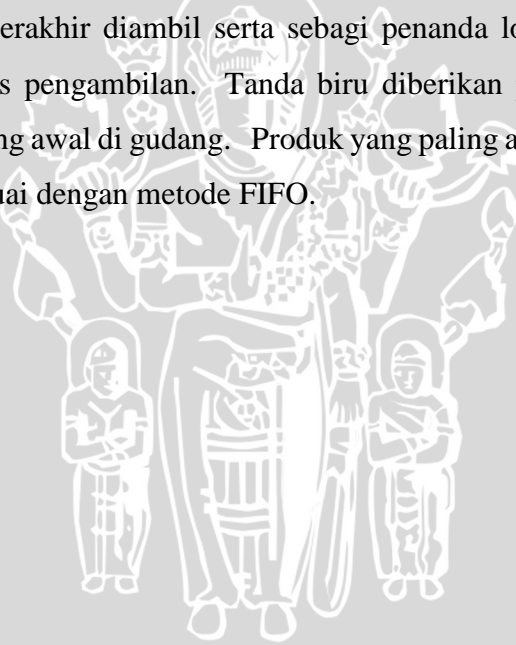 erakhir diambil serta sebagi penanda lo
s pengambilan. Tanda biru diberikan
ng awal di gudang. Produk yang paling a
uai dengan metode FIFO.